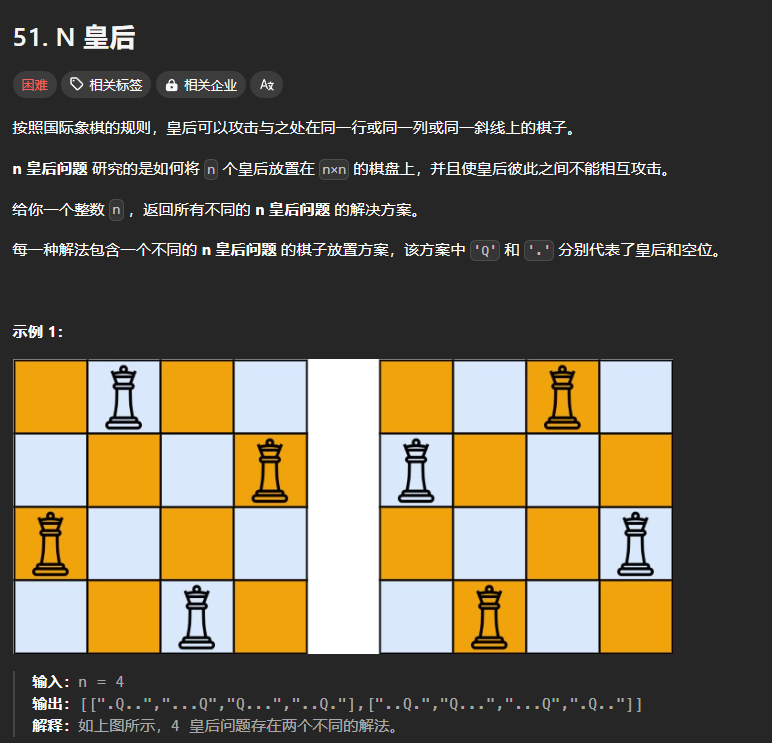 51. N 皇后
困难 相关标签 相关企业 Az
按照国际象棋的规则，皇后可以攻击与之处在同一行或同一列或同一斜线上的棋子。
n 皇后问题 研究的是如何将 n 个皇后放置在 n×n 的棋盘上，并且使皇后彼此之间不能相互攻击。
给你一个整数 n ，返回所有不同的 n 皇后问题 的解决方案。
每一种解法包含一个不同的 n 皇后问题 的棋子放置方案，该方案中 'Q' 和 '.' 分别代表了皇后和空位。
示例 1：
输入：n = 4
输出：[[".Q..","...Q","Q...","..Q."],["..Q.","Q...","...Q",".Q.."]]
解释：如上图所示，4 皇后问题存在两个不同的解法。